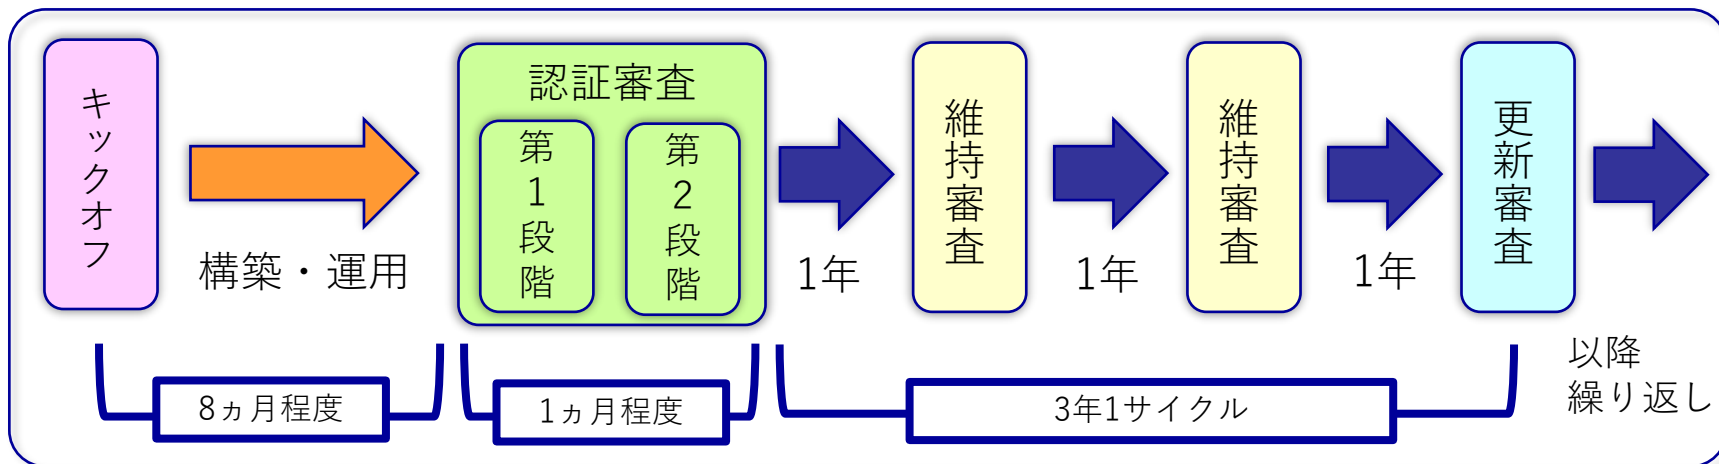 キックオフ
構築・運用
認証審査
第1段階
第2段階
1年
維持審査
1年
維持審査
1年
更新審査
以降
繰り返し
8ヵ月程度
1ヵ月程度
3年1サイクル